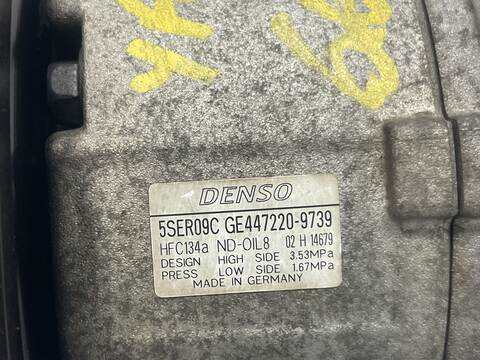 DENSO
5SER09C GE447220-9739
HFC134a ND-OIL8 02 H 14679
DESIGN HIGH SIDE 3.53MPa
PRESS LOW SIDE 1.67MPa
MADE IN GERMANY